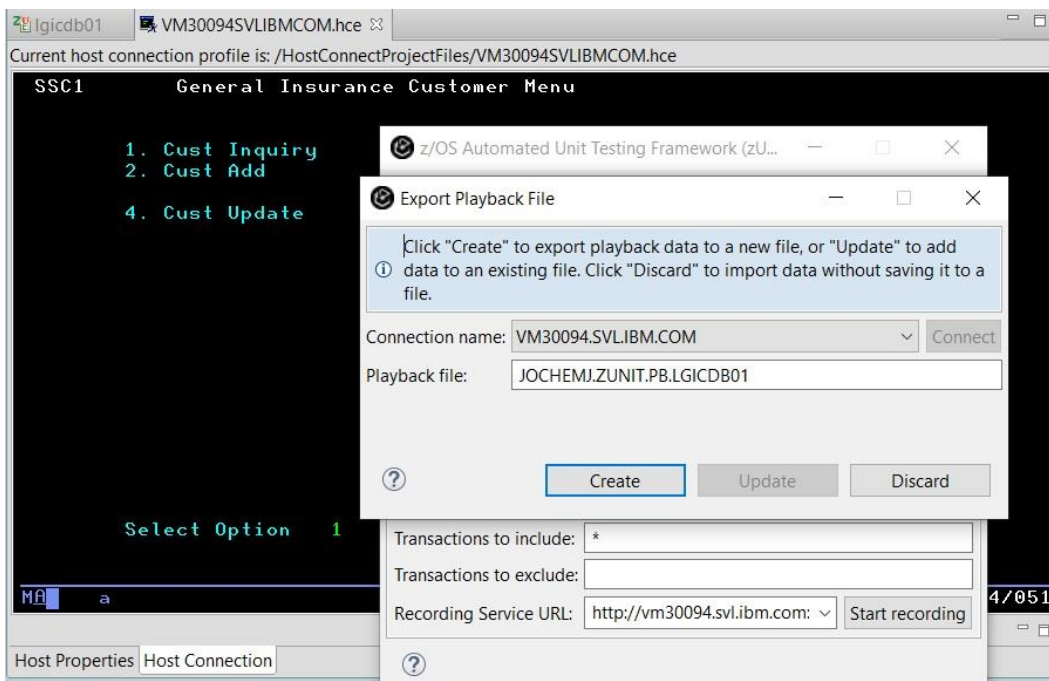 lgicdb01
VM30094SVLIBMCOM.hce
Current host connection profile is: /HostConnectProjectFiles/VM30094SVLIBMCOM.hce
SSC1 General Insurance Customer Menu
1. Cust Inquiry
2. Cust Add
4. Cust Update
Select Option 1
MA a
4/051
z/OS Automated Unit Testing Framework (zU...
Export Playback File
Click "Create" to export playback data to a new file, or "Update" to add
data to an existing file. Click "Discard" to import data without saving it to a
file.
Connection name: VM30094.SVL.IBM.COM Connect
Playback file: JOCHEMJ.ZUNIT.PB.LGICDB01
Create Update Discard
Transactions to include: *
Transactions to exclude:
Recording Service URL: http://vm30094.svl.ibm.com: Start recording
Host Properties Host Connection